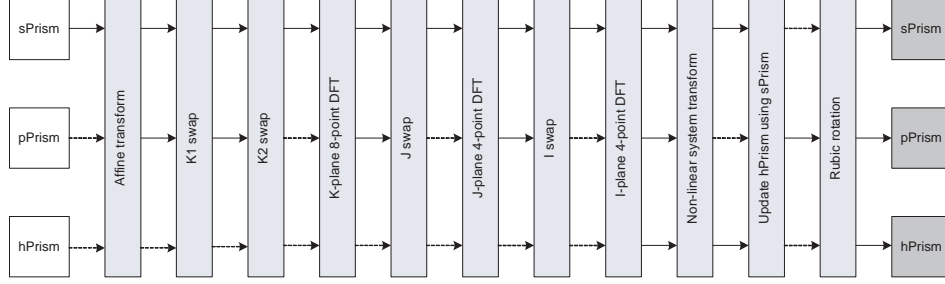 sPrism
pPrism
hPrism
Affine transform
K1 swap
K2 swap
K-plane 8-point DFT
J swap
J-plane 4-point DFT
I swap
I-plane 4-point DFT
Non-linear system transform
Update hPrism using sPrism
Rubic rotation
sPrism
pPrism
hPrism